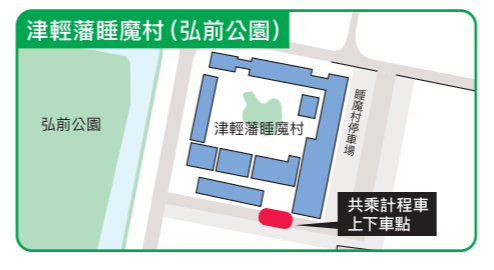 津輕藩睡魔村（弘前公園）
弘前公園
津輕藩睡魔村
睡魔村停車場
共乘計程車
上下車點